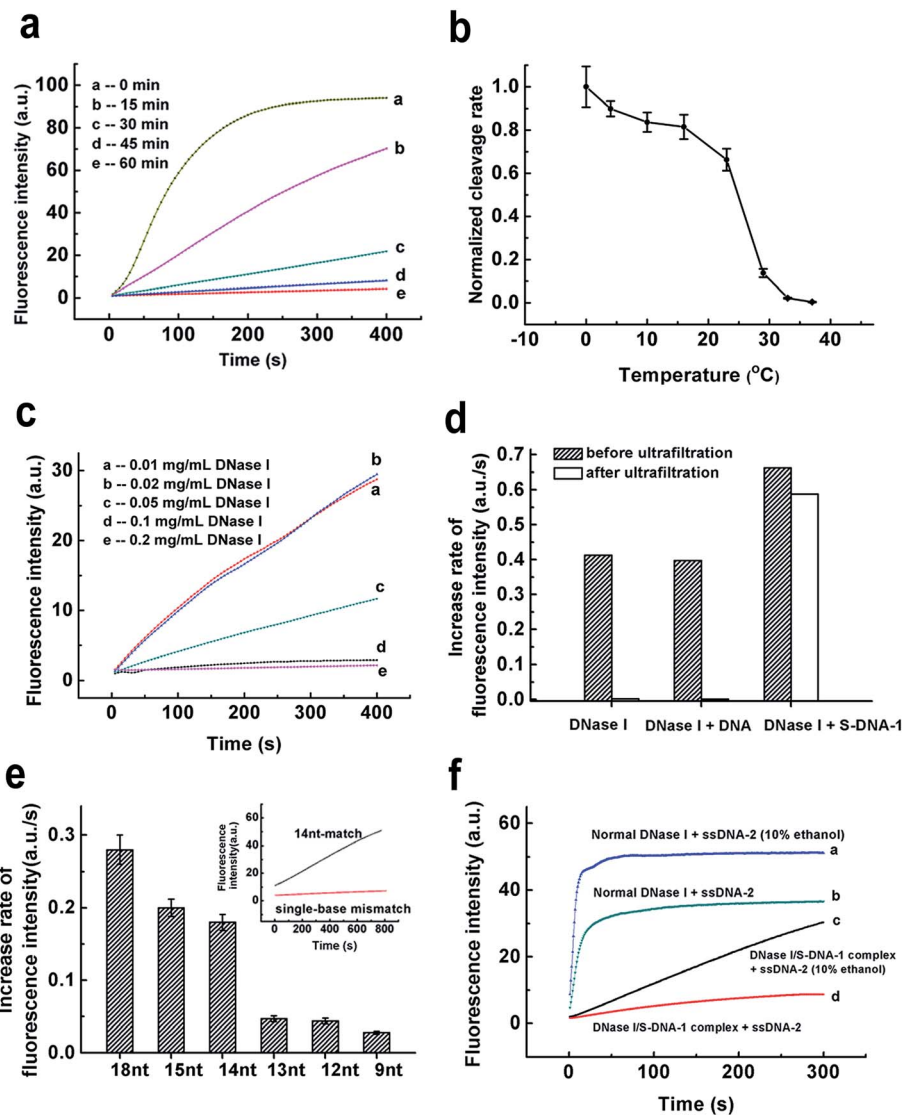 a
Fluorescence intensity (a.u.)
100
80
60
40
20
0
a -- 0 min
b -- 15 min
c -- 30 min
d -- 45 min
e -- 60 min
a
b
c
d
e
0 100 200 300 400
Time (s)
b
Normalized cleavage rate
1.0
0.8
0.6
0.4
0.2
0.0
-10 0 10 20 30 40
Temperature (°C)
c
Fluorescence intensity (a.u.)
30
20
10
0
a -- 0.01 mg/mL DNase I
b -- 0.02 mg/mL DNase I
c -- 0.05 mg/mL DNase I
d -- 0.1 mg/mL DNase I
e -- 0.2 mg/mL DNase I
b
a
c
d
e
0 100 200 300 400
Time (s)
d
Increase rate of
fluorescence intensity (a.u./s)
0.7
0.6
0.5
0.4
0.3
0.2
0.1
0.0
before ultrafiltration
after ultrafiltration
DNase I DNase I + DNA DNase I + S-DNA-1
e
Increase rate of
fluorescence intensity(a.u./s)
0.3
0.2
0.1
0.0
18nt 15nt 14nt 13nt 12nt 9nt
Fluorescence
intensity(a.u.)
60
40
20
0
14nt-match
single-base mismatch
0 200 400 600 800
Time (s)
f
Fluorescence intensity (a.u.)
60
40
20
0
Normal DNase I + ssDNA-2 (10% ethanol)
a
Normal DNase I + ssDNA-2
b
c
DNase I/S-DNA-1 complex
+ ssDNA-2 (10% ethanol)
d
DNase I/S-DNA-1 complex + ssDNA-2
0 100 200 300
Time (s)